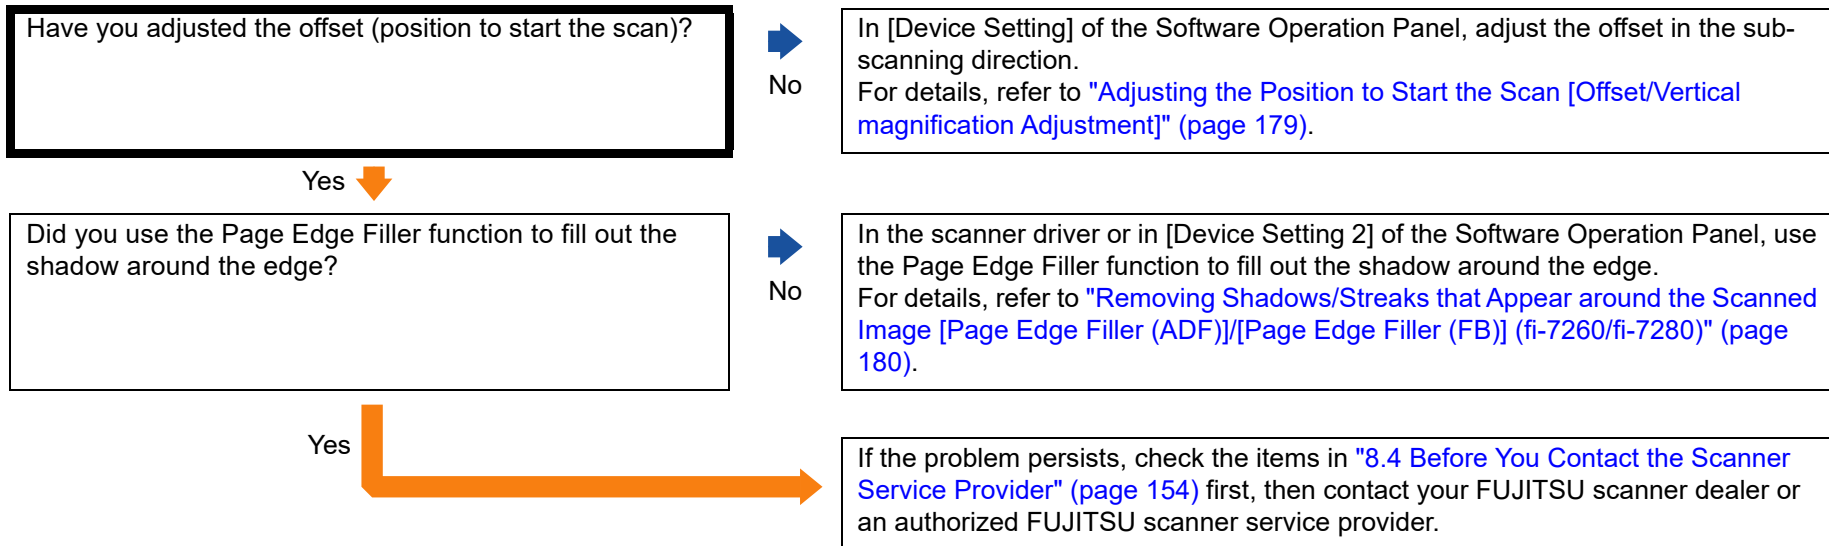 Have you adjusted the offset (position to start the scan)?
No
In [Device Setting] of the Software Operation Panel, adjust the offset in the sub-
scanning direction.
For details, refer to "Adjusting the Position to Start the Scan [Offset/Vertical
magnification Adjustment]" (page 179).
Yes
Did you use the Page Edge Filler function to fill out the
shadow around the edge?
No
In the scanner driver or in [Device Setting 2] of the Software Operation Panel, use
the Page Edge Filler function to fill out the shadow around the edge.
For details, refer to "Removing Shadows/Streaks that Appear around the Scanned
Image [Page Edge Filler (ADF)]/[Page Edge Filler (FB)] (fi-7260/fi-7280)" (page
180).
Yes
If the problem persists, check the items in "8.4 Before You Contact the Scanner
Service Provider" (page 154) first, then contact your FUJITSU scanner dealer or
an authorized FUJITSU scanner service provider.